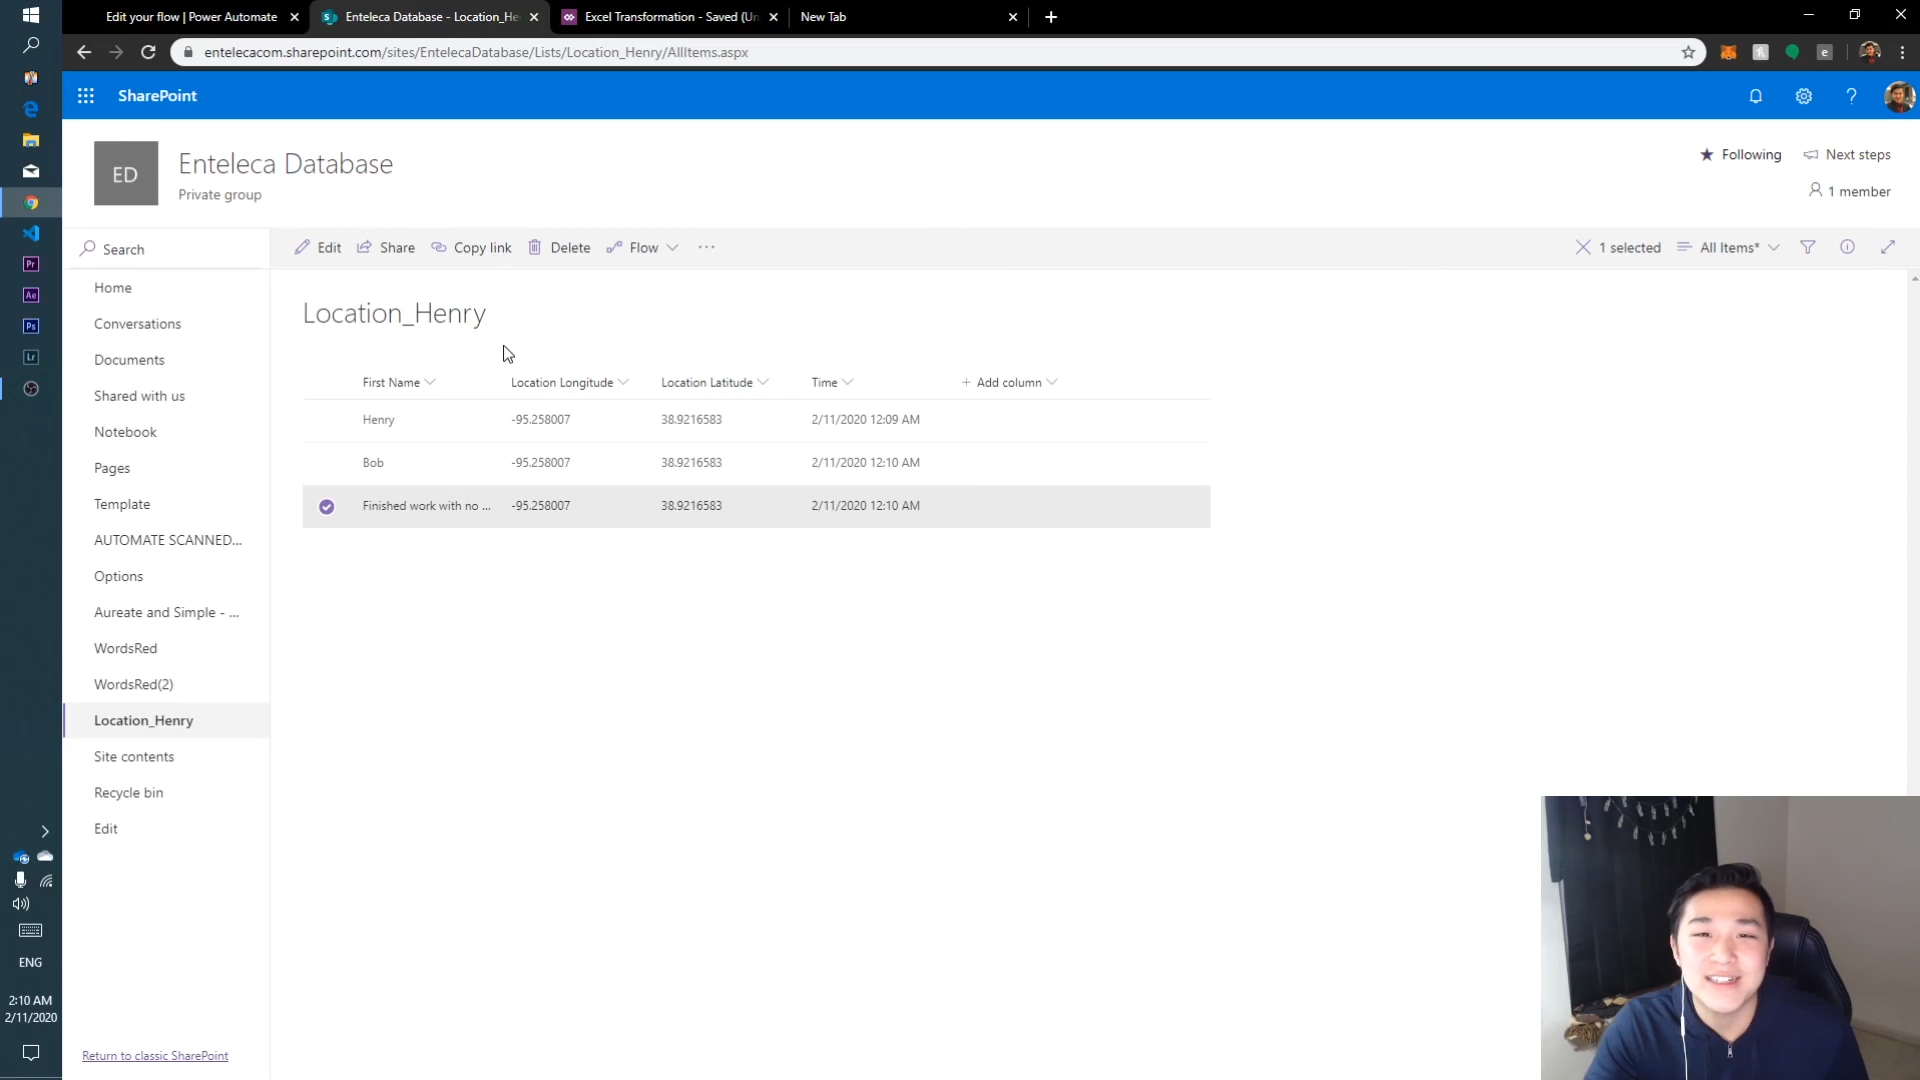 Edit your flow | Power Automate
Enteleca Database - Location_He
Excel Transformation - Saved (Un
New Tab
entelecacom.sharepoint.com/sites/EntelecaDatabase/Lists/Location_Henry/AllItems.aspx
SharePoint
ED
Enteleca Database
Private group
Following
Next steps
1 member
Search
Edit
Share
Copy link
Delete
Flow
1 selected
All Items*
Home
Conversations
Documents
Shared with us
Notebook
Pages
Template
AUTOMATE SCANNED...
Options
Aureate and Simple - ...
WordsRed
WordsRed(2)
Location_Henry
Site contents
Recycle bin
Edit
Return to classic SharePoint
Location_Henry
First Name Location Longitude Location Latitude Time + Add column
Henry -95.258007 38.9216583 2/11/2020 12:09 AM
Bob -95.258007 38.9216583 2/11/2020 12:10 AM
Finished work with no ... -95.258007 38.9216583 2/11/2020 12:10 AM
Pr
Ae
Ps
Lr
ENG
2:10 AM
2/11/2020